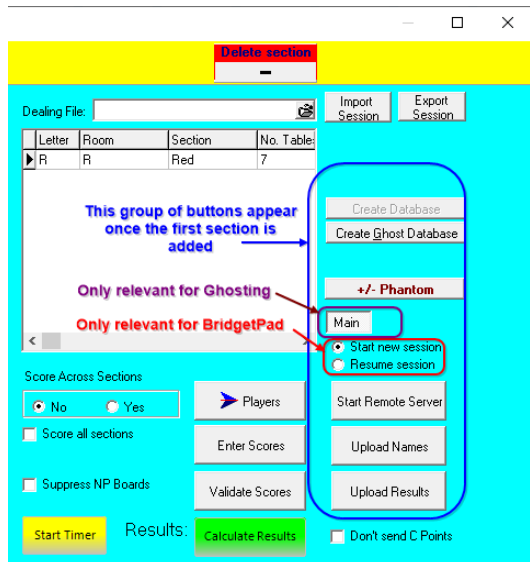 Delete section
-
Dealing File:
Import
Session
Export
Session
Letter Room Section No. Table
R R Red 7
This group of buttons appear
once the first section is
added
Create Database
Create Ghost Database
+/- Phantom
Only relevant for Ghosting
Main
Only relevant for BridgetPad
Start new session
Resume session
Score Across Sections
No Yes
Players
Start Remote Server
Score all sections
Enter Scores
Upload Names
Suppress NP Boards
Validate Scores
Upload Results
Start Timer
Results:
Calculate Results
Don't send C Points